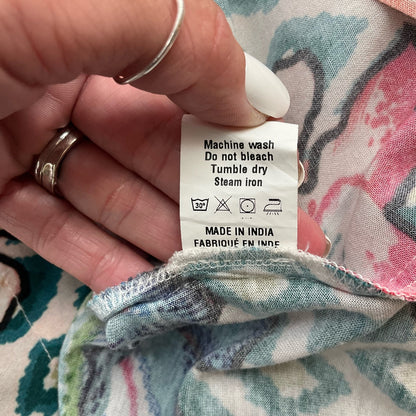 Machine wash
Do not bleach
Tumble dry
Steam iron
30°
MADE IN INDIA
FABRIQUÉ EN INDE